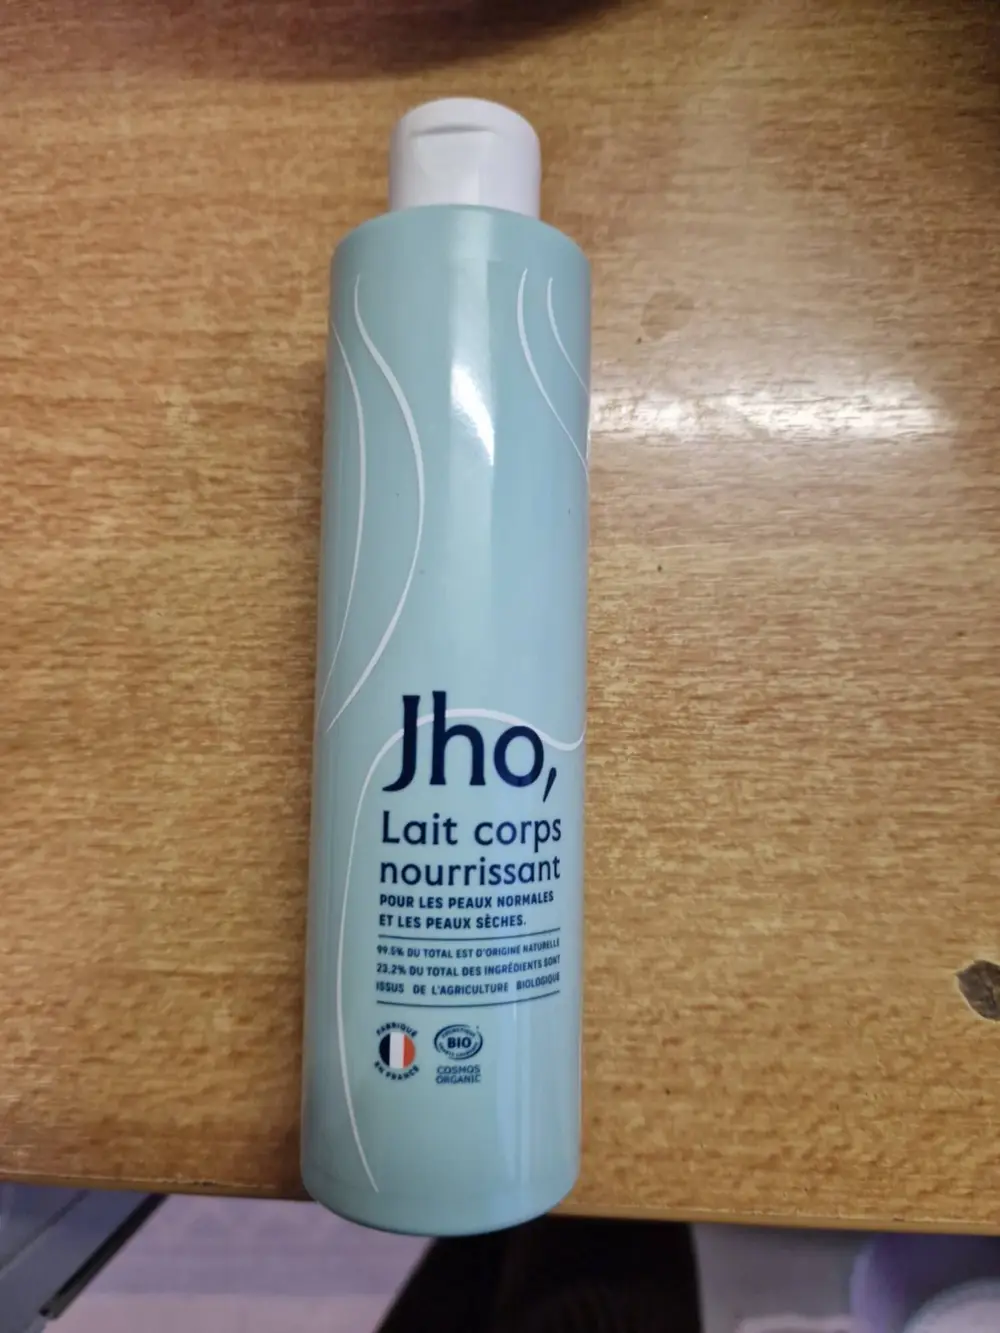 Jho,
Lait corps
nourrissant
POUR LES PEAUX NORMALES
ET LES PEAUX SÈCHES.
99.5% DU TOTAL EST D'ORIGINE NATURELLE
23.2% DU TOTAL DES INGRÉDIENTS SONT
ISSUS DE L'AGRICULTURE BIOLOGIQUE
FABRIQUÉ
EN FRANCE
BIO
COSMOS
ORGANIC